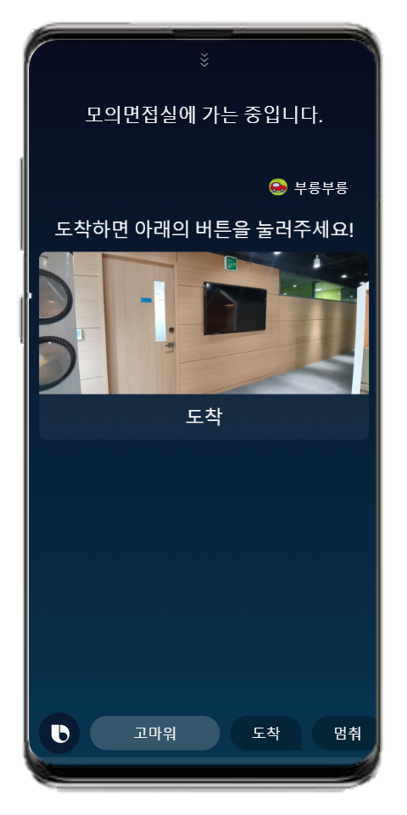 모의면접실에 가는 중입니다.
부릉부릉
도착하면 아래의 버튼을 눌러주세요!
도착
고마워
도착
멈춰